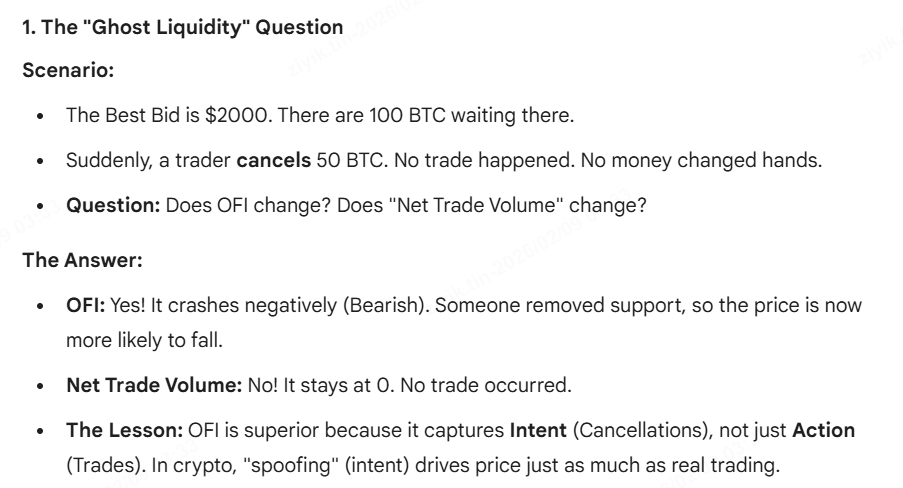 1. The "Ghost Liquidity" Question
Scenario:
• The Best Bid is $2000. There are 100 BTC waiting there.
• Suddenly, a trader cancels 50 BTC. No trade happened. No money changed hands.
• Question: Does OFI change? Does "Net Trade Volume" change?
The Answer:
• OFI: Yes! It crashes negatively (Bearish). Someone removed support, so the price is now
more likely to fall.
• Net Trade Volume: No! It stays at 0. No trade occurred.
• The Lesson: OFI is superior because it captures Intent (Cancellations), not just Action
(Trades). In crypto, "spoofing" (intent) drives price just as much as real trading.